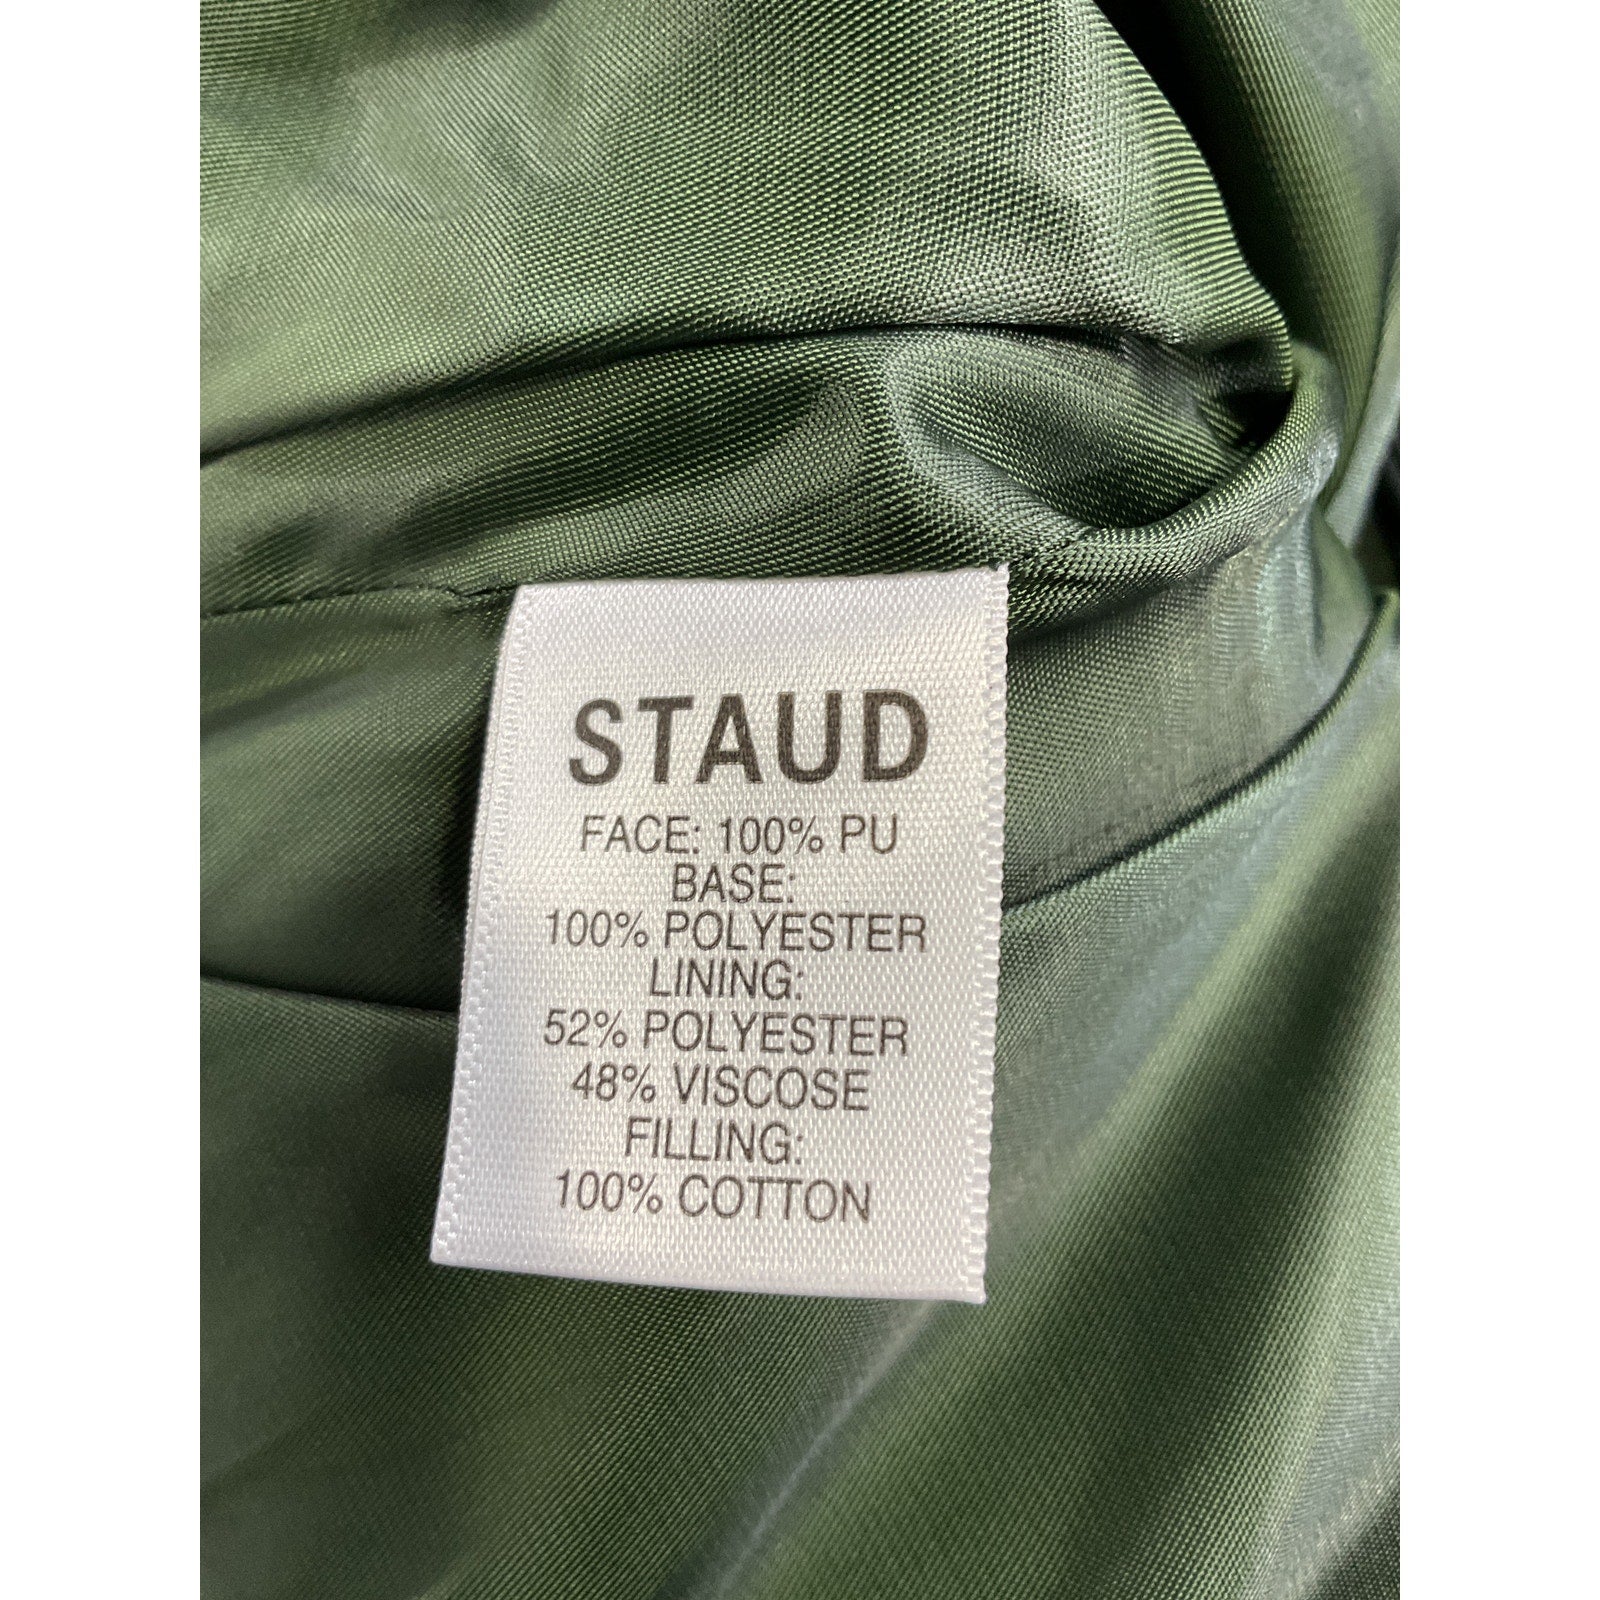 STAUD
FACE: 100% PU
BASE:
100% POLYESTER
LINING:
52% POLYESTER
48% VISCOSE
FILLING:
100% COTTON